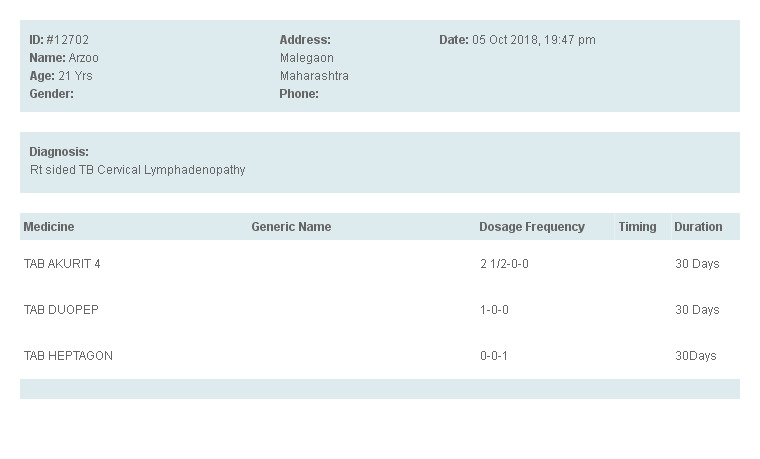 ID: #12702 Address: Date: 05 Oct 2018, 19:47 pm
Name: Arzoo Malegaon
Age: 21 Yrs Maharashtra
Gender: Phone:
Diagnosis:
Rt sided TB Cervical Lymphadenopathy
Medicine Generic Name Dosage Frequency Timing Duration
TAB AKURIT 4 2 1/2-0-0 30 Days
TAB DUOPEP 1-0-0 30 Days
TAB HEPTAGON 0-0-1 30Days